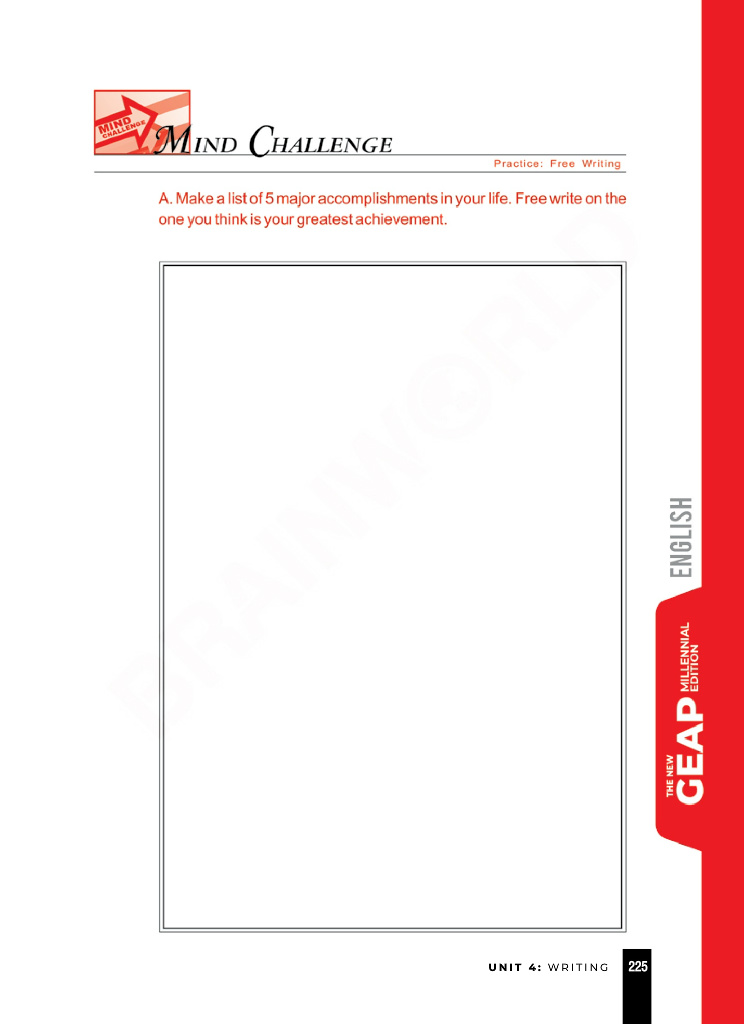 MIND
CHALLENGE
MIND CHALLENGE
Practice: Free Writing
A. Make a list of 5 major accomplishments in your life. Free write on the
one you think is your greatest achievement.
BRAINWORLD
ENGLISH
THE NEW
GEAP
MILLENNIAL
EDITION
UNIT 4: WRITING
225